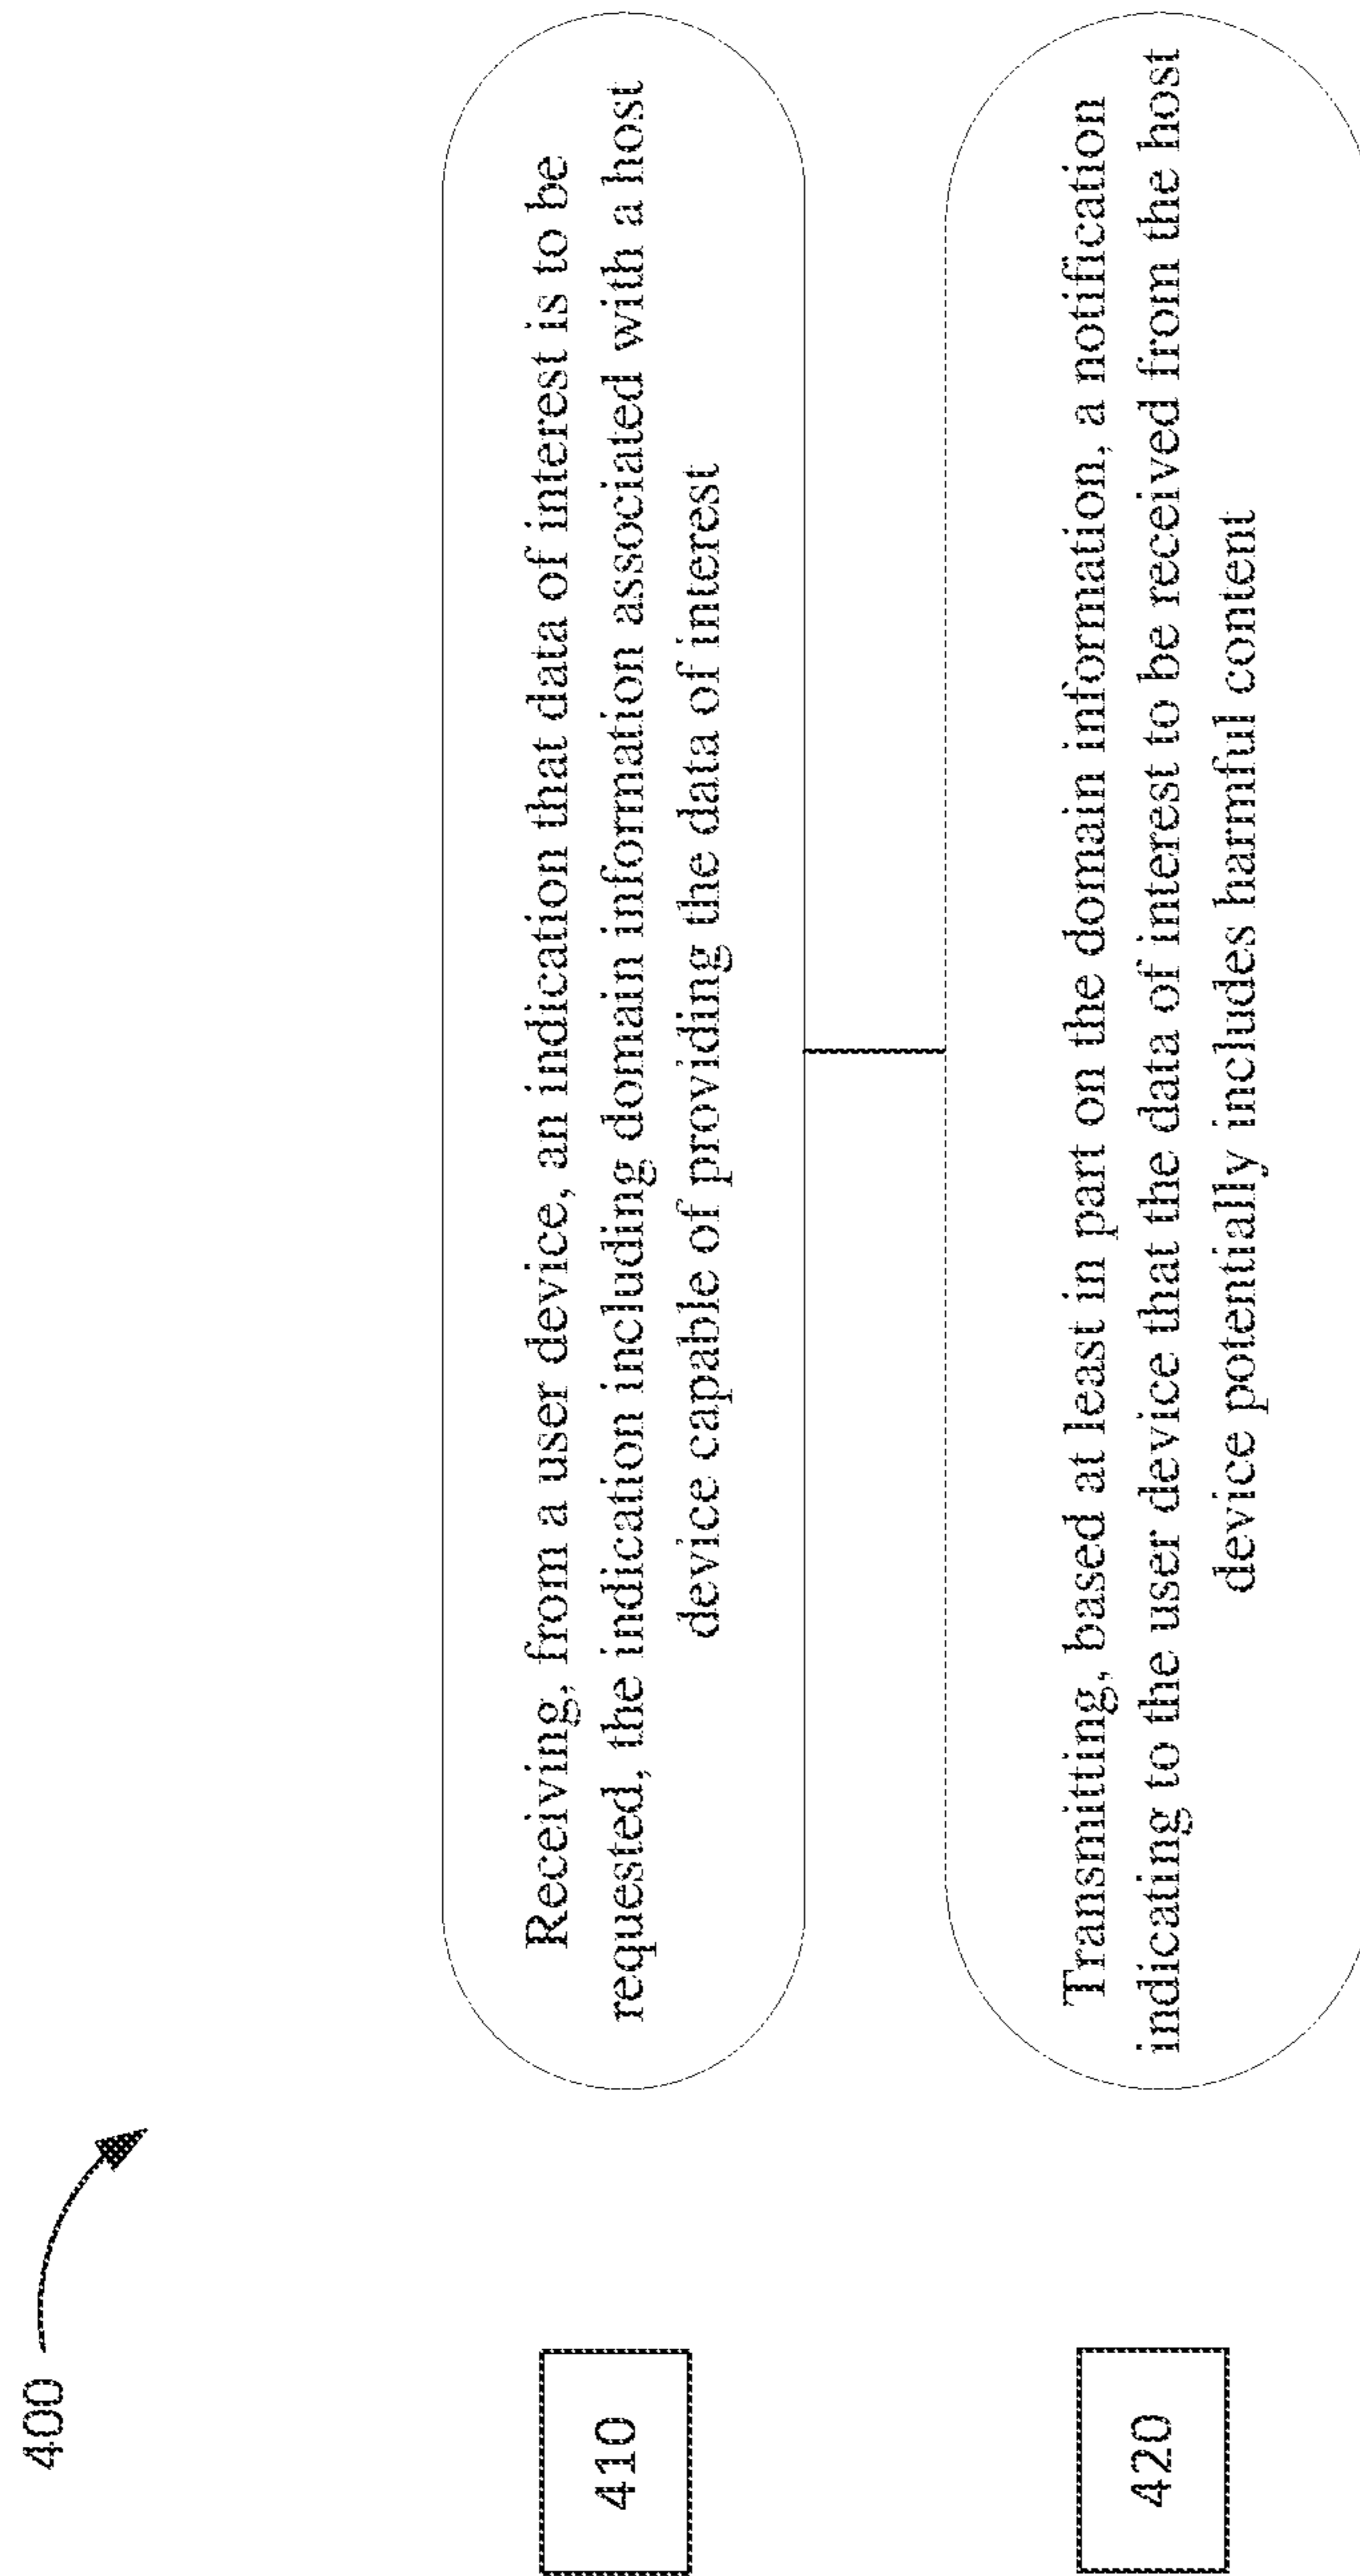 400
410
Receiving, from a user device, an indication that data of interest is to be
requested, the indication including domain information associated with a host
device capable of providing the data of interest
420
Transmitting, based at least in part on the domain information, a notification
indicating to the user device that the data of interest to be received from the host
device potentially includes harmful content